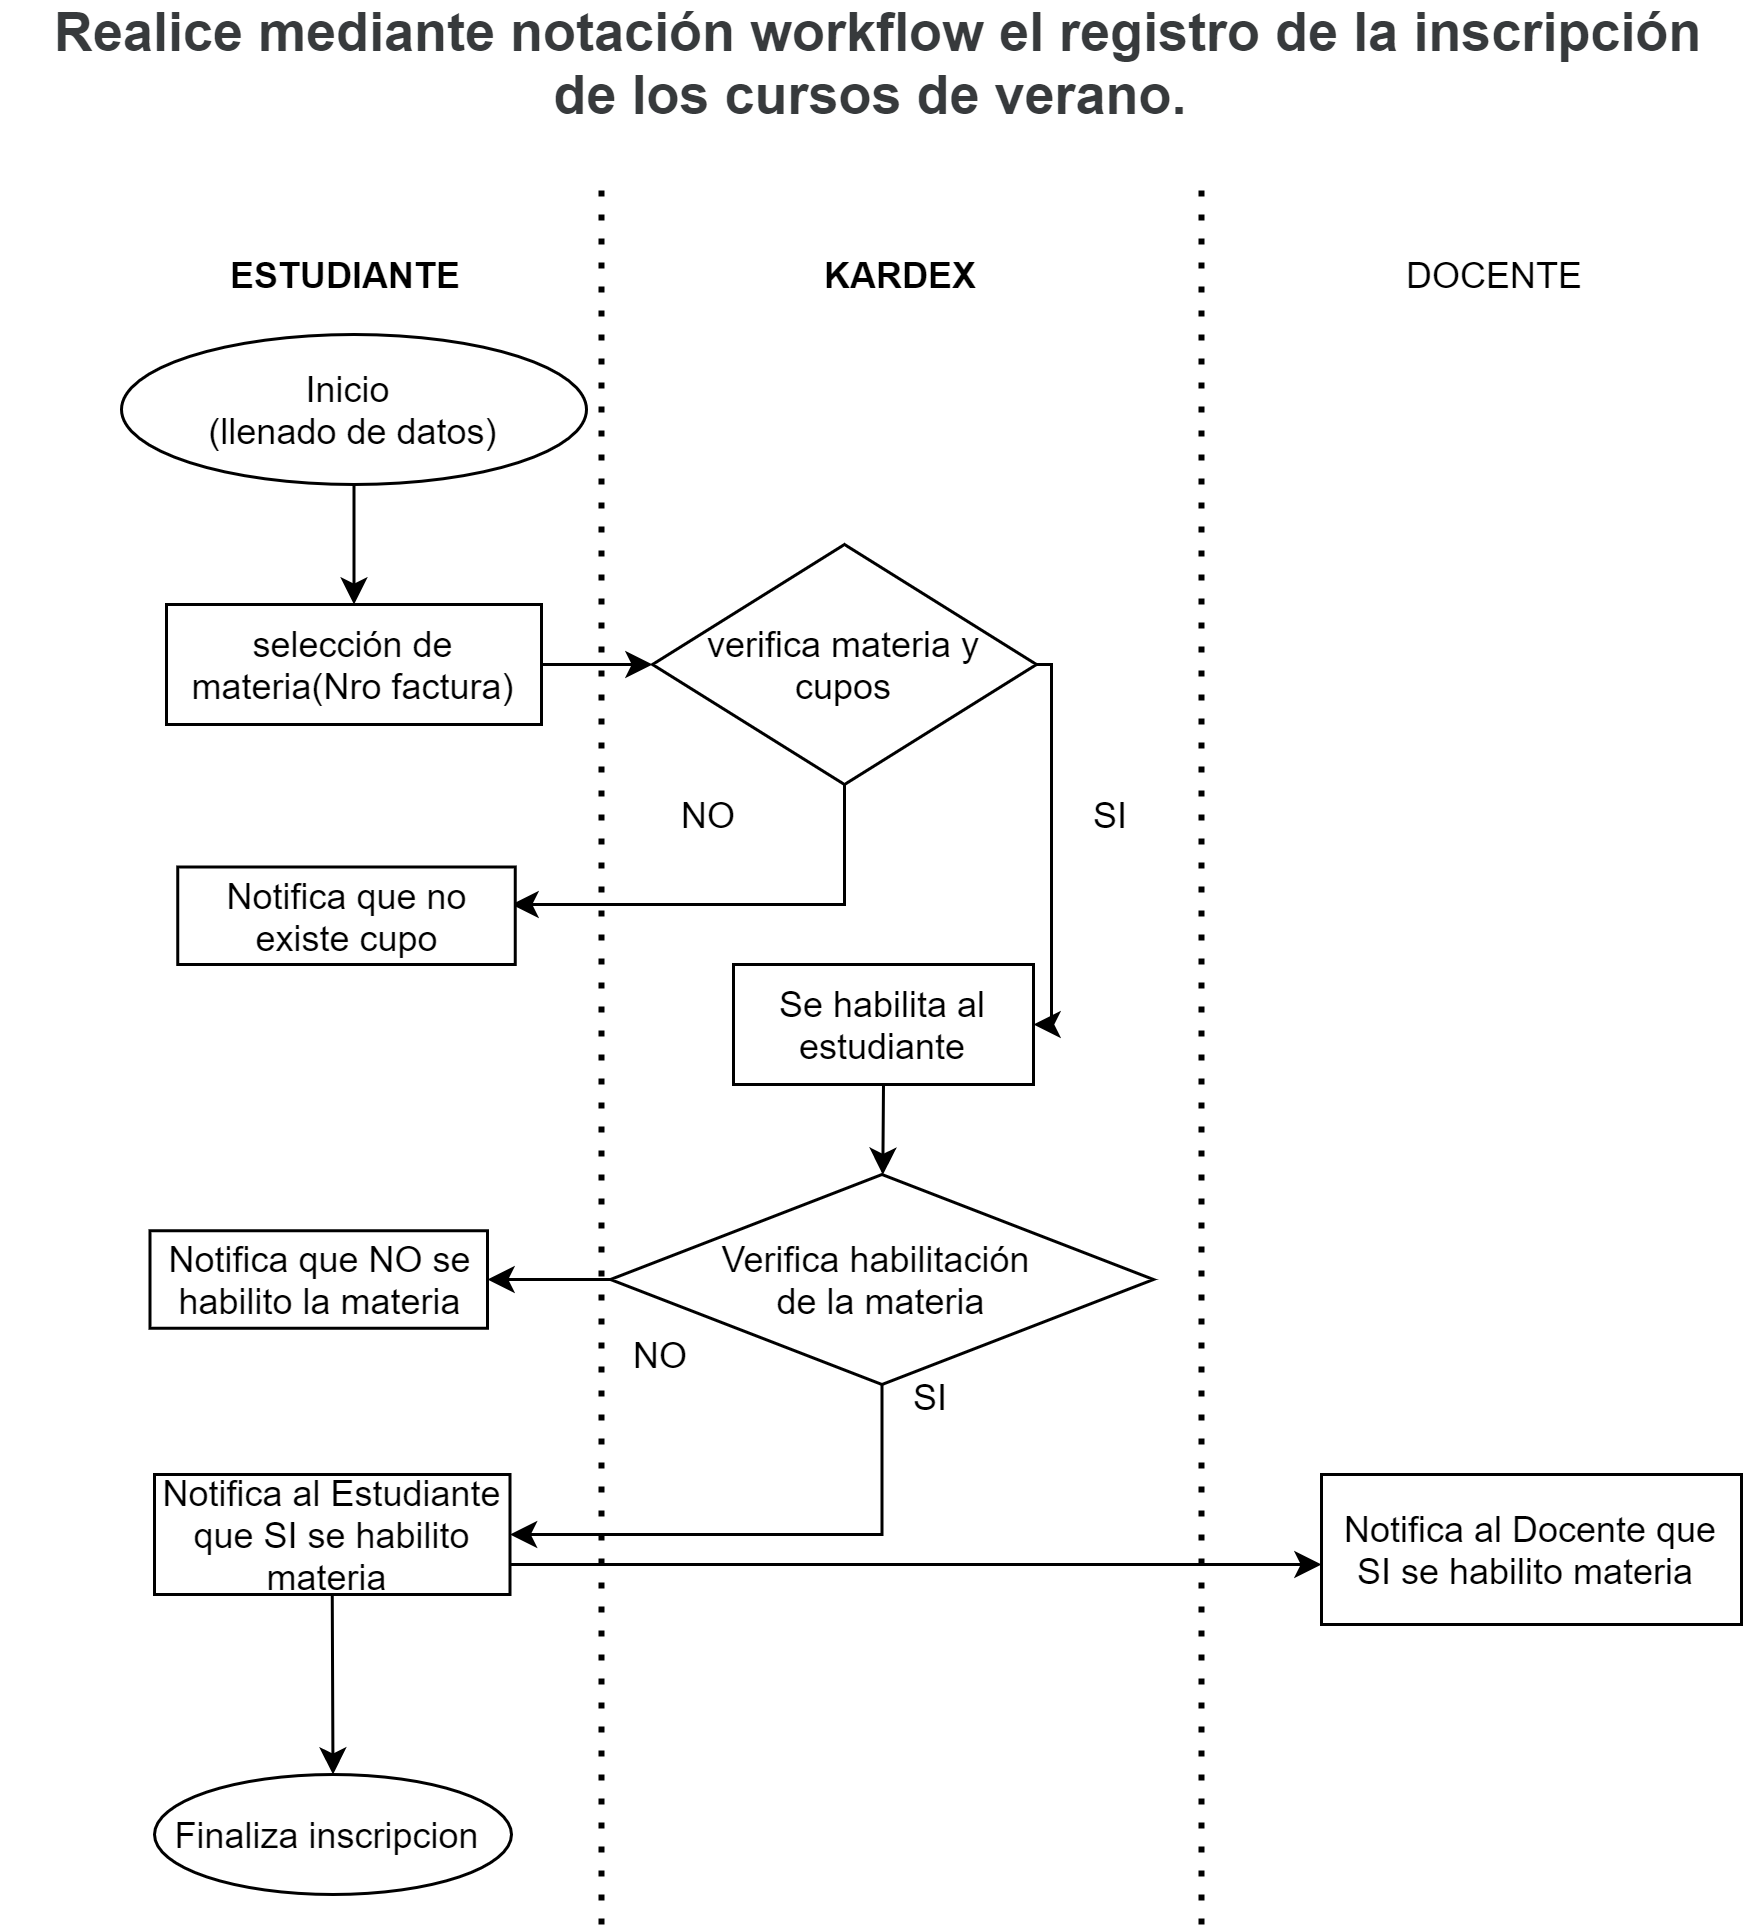 Realice mediante notación workflow el registro de la inscripción
de los cursos de verano.
ESTUDIANTE
KARDEX
DOCENTE
Inicio
(llenado de datos)
selección de
materia(Nro factura)
verifica materia y
cupos
NO
SI
Notifica que no
existe cupo
Se habilita al
estudiante
Notifica que NO se
habilito la materia
Verifica habilitación
de la materia
NO
SI
Notifica al Estudiante
que SI se habilito
materia
Notifica al Docente que
SI se habilito materia
Finaliza inscripcion